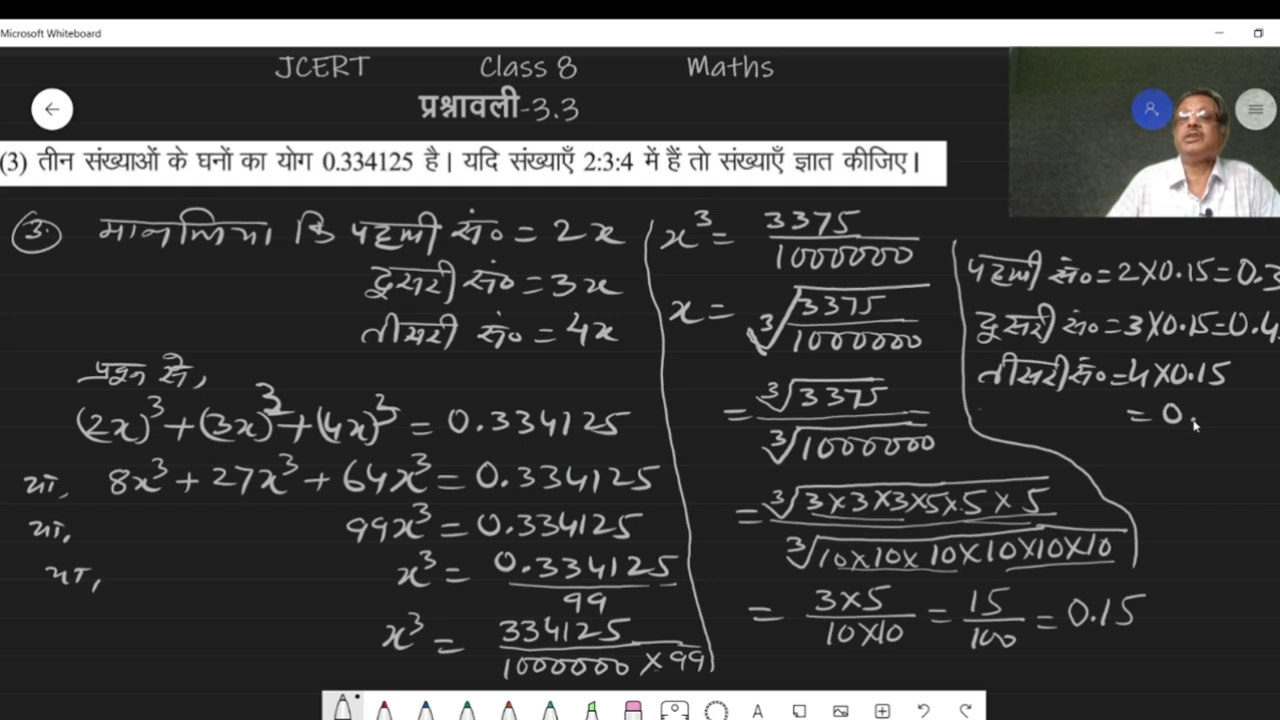 Microsoft Whiteboard
JCERT Class 8 Maths
प्रश्नावली-3.3
(3) तीन संख्याओं के घनों का योग 0.334125 है। यदि संख्याएँ 2:3:4 में हैं तो संख्याएँ ज्ञात कीजिए।
3. मानलिया कि पहली सं० = 2x
दुसरी सं० = 3x
तीसरी सं० = 4x
प्रश्न से,
(2x)³ + (3x)³ + (4x)³ = 0.334125
या, 8x³ + 27x³ + 64x³ = 0.334125
या, 99x³ = 0.334125
या, x³ = 0.334125/99
x³ = 334125/1000000 × 99
x³ = 3375/1000000
x = ∛(3375/1000000)
= ∛3375/∛1000000
= ∛(3×3×3×5×5×5)/∛(10×10×10×10×10×10)
= 3×5/10×10 = 15/100 = 0.15
पहली सं० = 2×0.15 = 0.3
दुसरी सं० = 3×0.15 = 0.4
तीसरी सं० = 4×0.15
= 0.
A